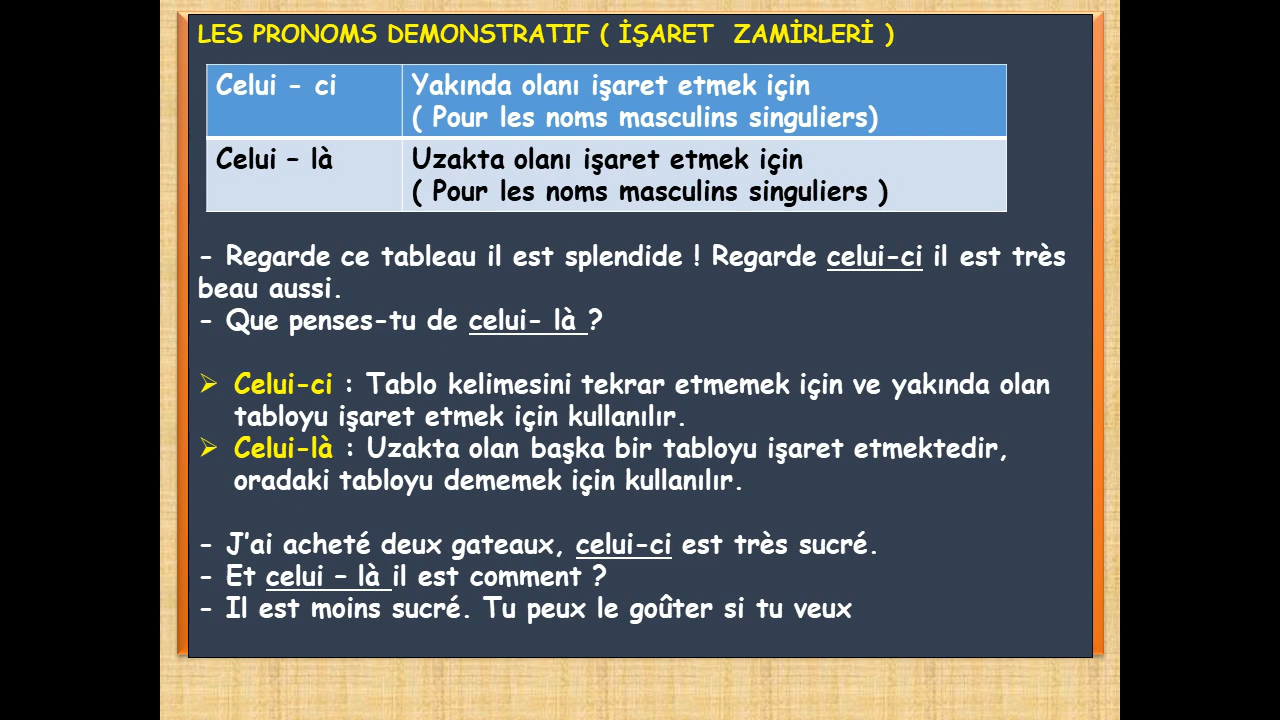 LES PRONOMS DEMONSTRATIF ( İŞARET  ZAMİRLERİ )
Celui - ci
Yakında olanı işaret etmek için
( Pour les noms masculins singuliers)
Celui – là
Uzakta olanı işaret etmek için
( Pour les noms masculins singuliers )
- Regarde ce tableau il est splendide ! Regarde celui-ci il est très
beau aussi.
- Que penses-tu de celui- là ?
➢ Celui-ci : Tablo kelimesini tekrar etmemek için ve yakında olan
tabloyu işaret etmek için kullanılır.
➢ Celui-là : Uzakta olan başka bir tabloyu işaret etmektedir,
oradaki tabloyu dememek için kullanılır.
- J’ai acheté deux gateaux, celui-ci est très sucré.
- Et celui – là il est comment ?
- Il est moins sucré. Tu peux le goûter si tu veux